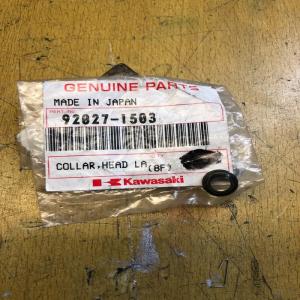 GENUINE PARTS
MADE IN JAPAN
92027-1503
COLLAR,HEAD LA
(8F)
Kawasaki